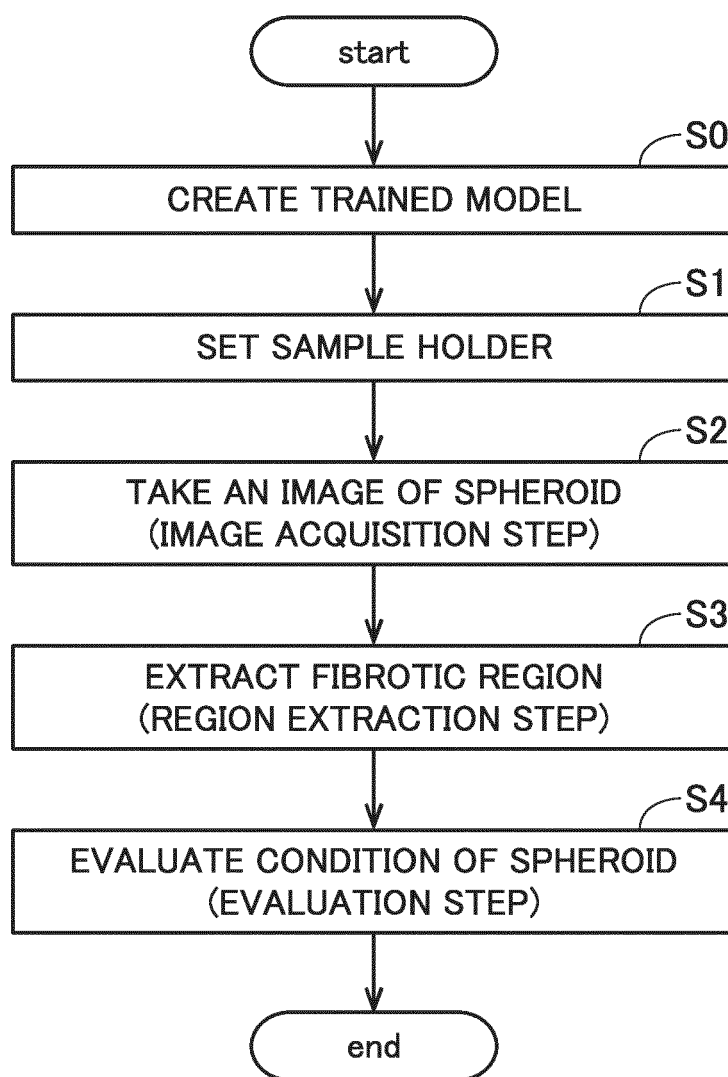 start
S0
CREATE TRAINED MODEL
S1
SET SAMPLE HOLDER
S2
TAKE AN IMAGE OF SPHEROID
(IMAGE ACQUISITION STEP)
S3
EXTRACT FIBROTIC REGION
(REGION EXTRACTION STEP)
S4
EVALUATE CONDITION OF SPHEROID
(EVALUATION STEP)
end